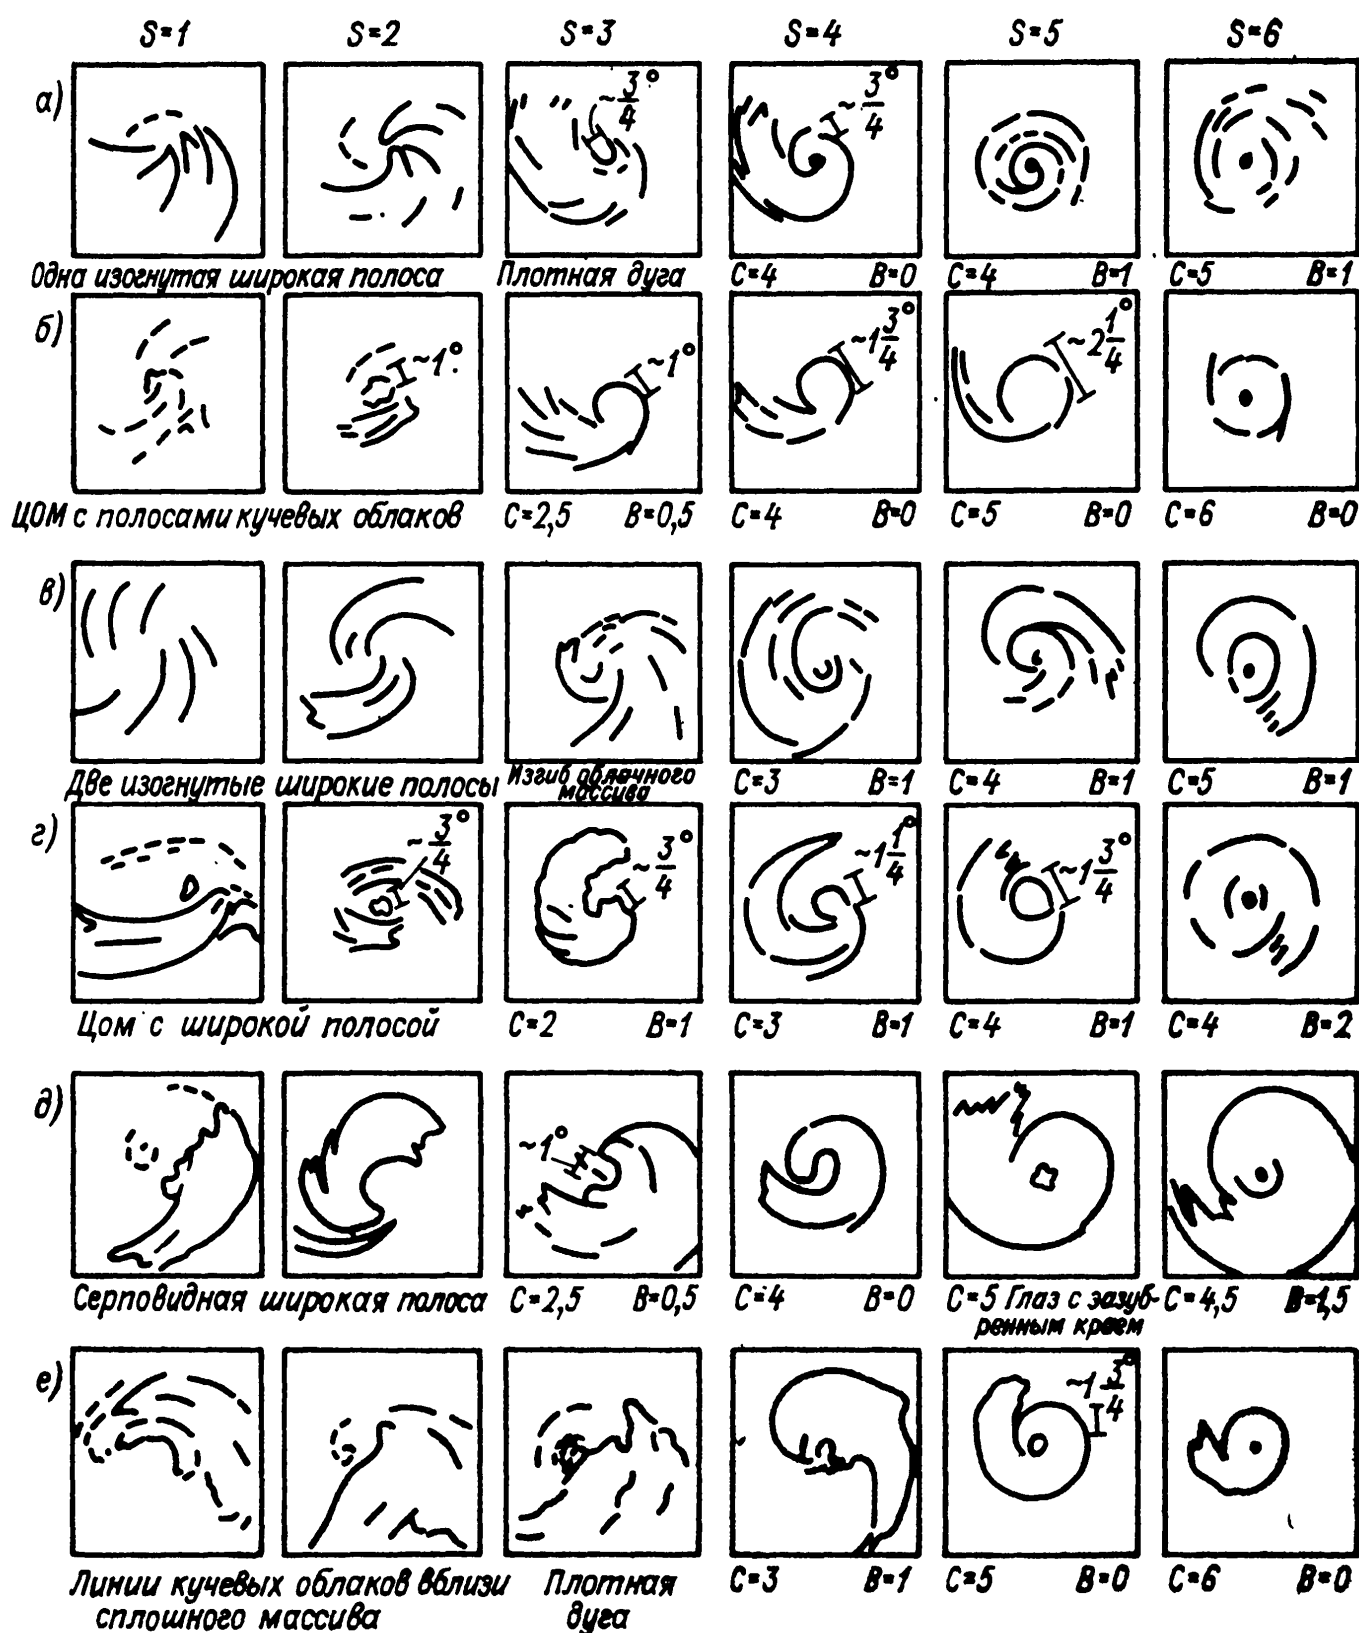 S=1 S=2 S=3 S=4 S=5 S=6
а) ~3/4° ~3/4°
Одна изогнутая широкая полоса Плотная дуга C=4 B=0 C=4 B=1 C=5 B=1
б) ~1° ~1° ~1 3/4° ~2 1/4°
ЦОМ с полосами кучевых облаков C=2,5 B=0,5 C=4 B=0 C=5 B=0 C=6 B=0
в)
Две изогнутые широкие полосы Изгиб облачного C=3 B=1 C=4 B=1 C=5 B=1
массива
г) ~3/4° ~3/4° ~1 1/4° ~1 3/4°
Цом с широкой полосой C=2 B=1 C=3 B=1 C=4 B=1 C=4 B=2
д) ~1°
Серповидная широкая полоса C=2,5 B=0,5 C=4 B=0 C=5 Глаз с зазуб- C=4,5 B=1,5
ренным краем
е) ~1 3/4°
Линии кучевых облаков вблизи Плотная C=3 B=1 C=5 B=0 C=6 B=0
сплошного массива дуга